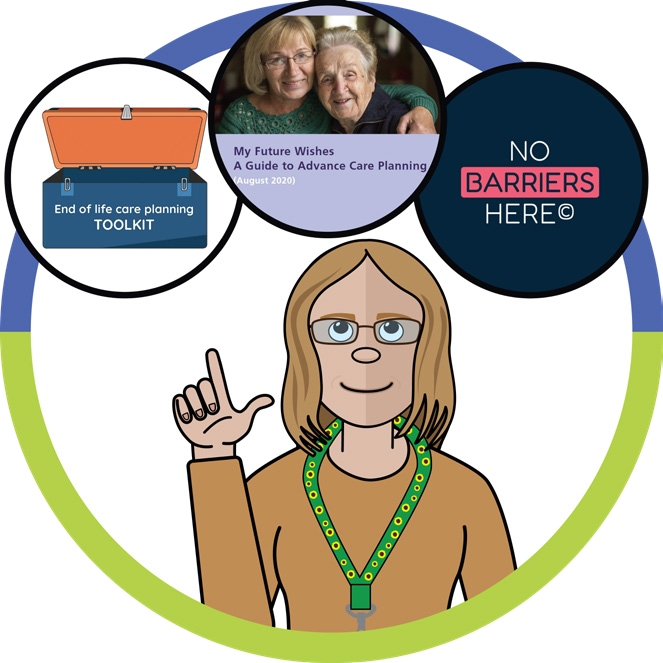 End of life care planning
TOOLKIT
My Future Wishes
A Guide to Advance Care Planning
(August 2020)
NO
BARRIERS
HERE©